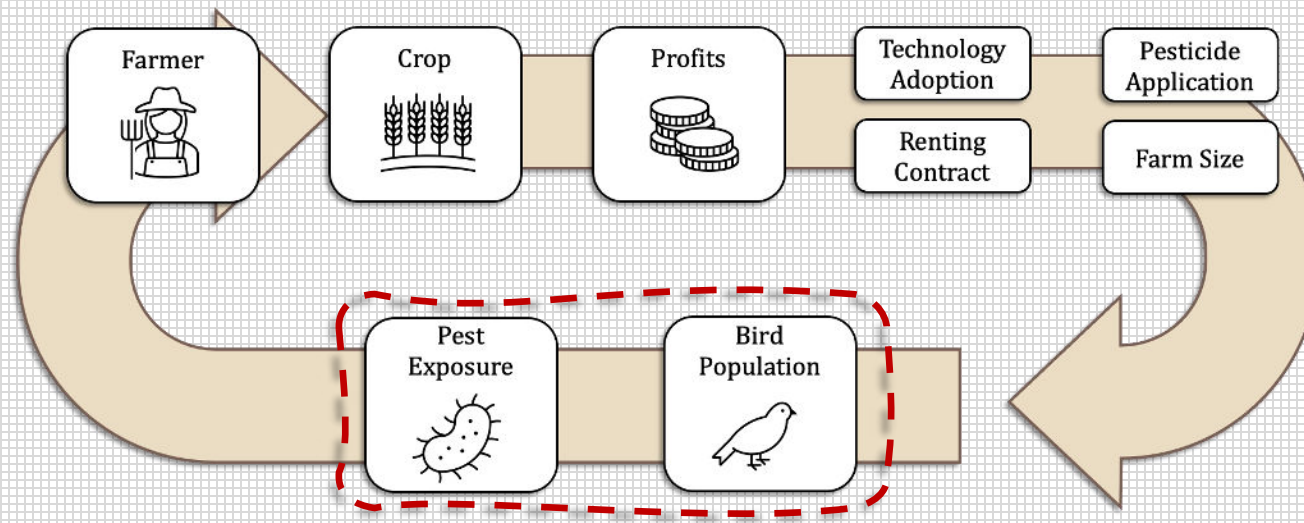 Farmer
Crop
Profits
Technology
Adoption
Pesticide
Application
Renting
Contract
Farm Size
Pest
Exposure
Bird
Population